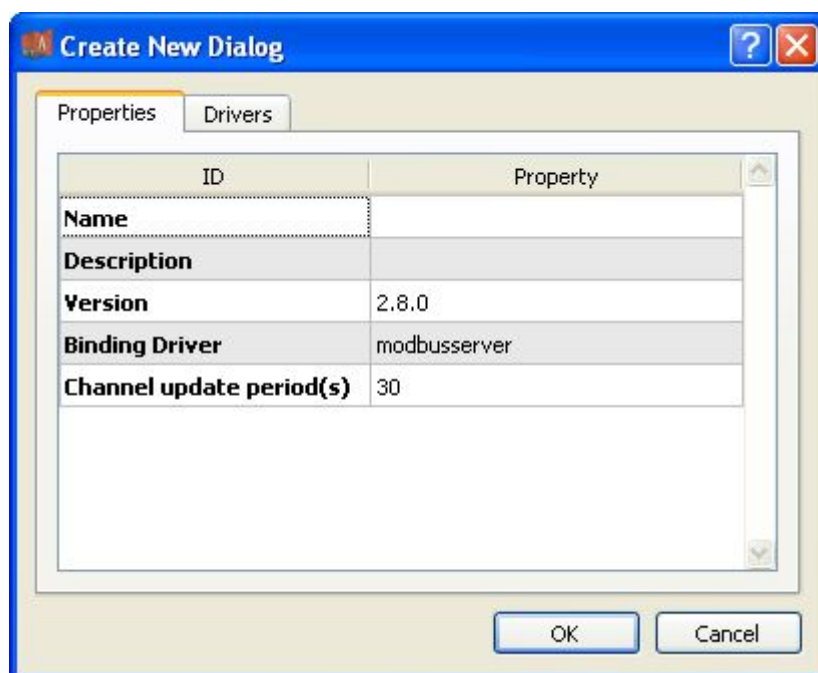 Create New Dialog
Properties Drivers
ID Property
Name
Description
Version 2.8.0
Binding Driver modbusserver
Channel update period(s) 30
OK Cancel